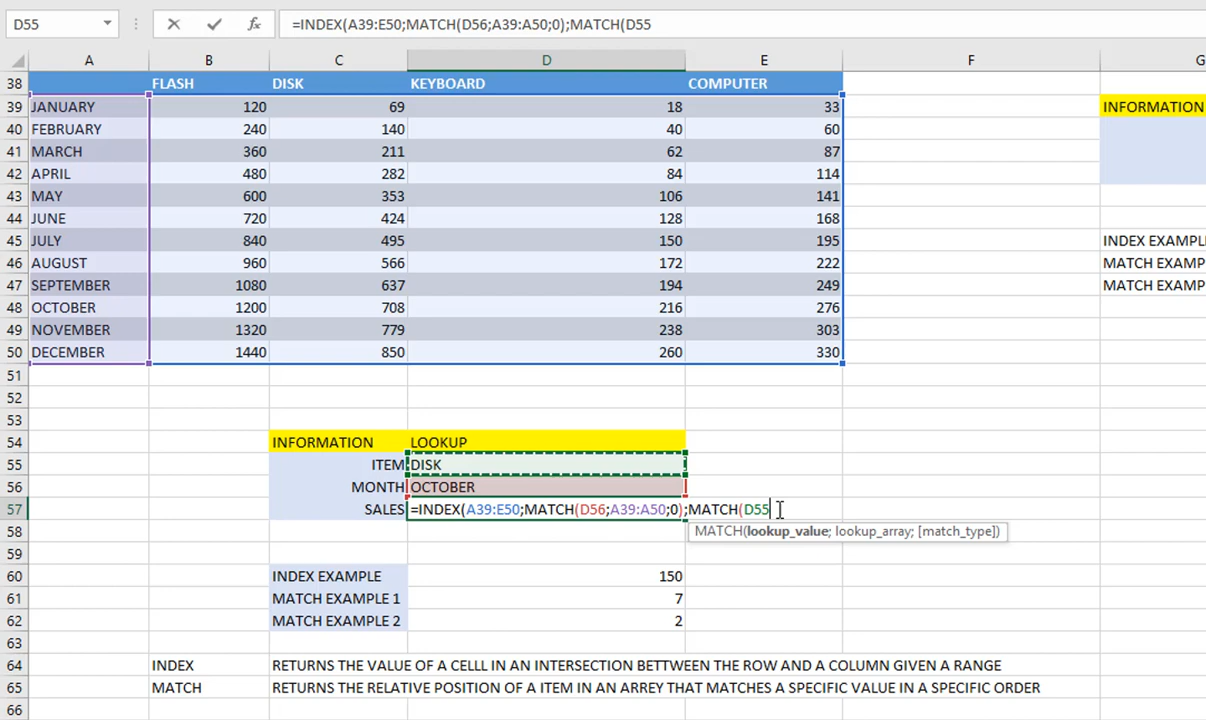 D55 =INDEX(A39:E50;MATCH(D56;A39:A50;0);MATCH(D55
A B C D E F G
38 FLASH DISK KEYBOARD COMPUTER
39 JANUARY 120 69 18 33 INFORMATION
40 FEBRUARY 240 140 40 60
41 MARCH 360 211 62 87
42 APRIL 480 282 84 114
43 MAY 600 353 106 141
44 JUNE 720 424 128 168
45 JULY 840 495 150 195 INDEX EXAMPLE
46 AUGUST 960 566 172 222 MATCH EXAMP
47 SEPTEMBER 1080 637 194 249 MATCH EXAMP
48 OCTOBER 1200 708 216 276
49 NOVEMBER 1320 779 238 303
50 DECEMBER 1440 850 260 330
51
52
53
54 INFORMATION LOOKUP
55 ITEM DISK
56 MONTH OCTOBER
57 SALES =INDEX(A39:E50;MATCH(D56;A39:A50;0);MATCH(D55
58 MATCH(lookup_value; lookup_array; [match_type])
59
60 INDEX EXAMPLE 150
61 MATCH EXAMPLE 1 7
62 MATCH EXAMPLE 2 2
63
64 INDEX RETURNS THE VALUE OF A CELLL IN AN INTERSECTION BETTWEEN THE ROW AND A COLUMN GIVEN A RANGE
65 MATCH RETURNS THE RELATIVE POSITION OF A ITEM IN AN ARREY THAT MATCHES A SPECIFIC VALUE IN A SPECIFIC ORDER
66